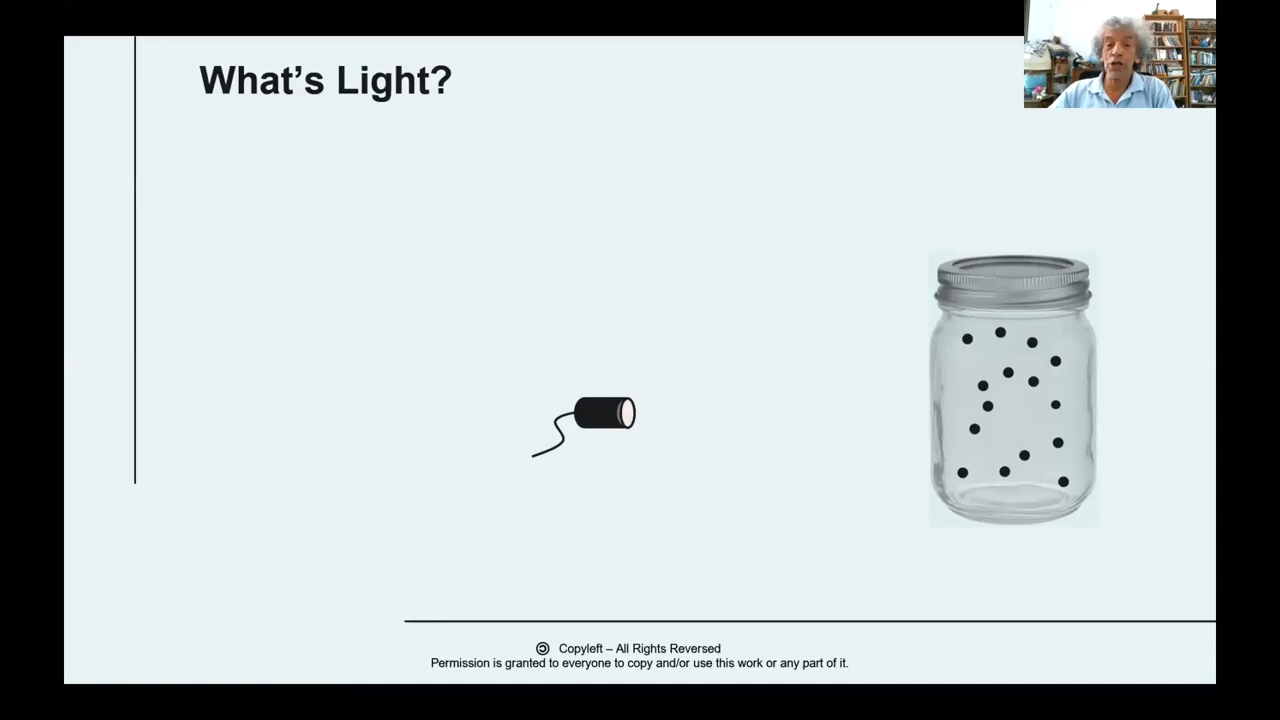 What's Light?
🄯 Copyleft – All Rights Reversed
Permission is granted to everyone to copy and/or use this work or any part of it.